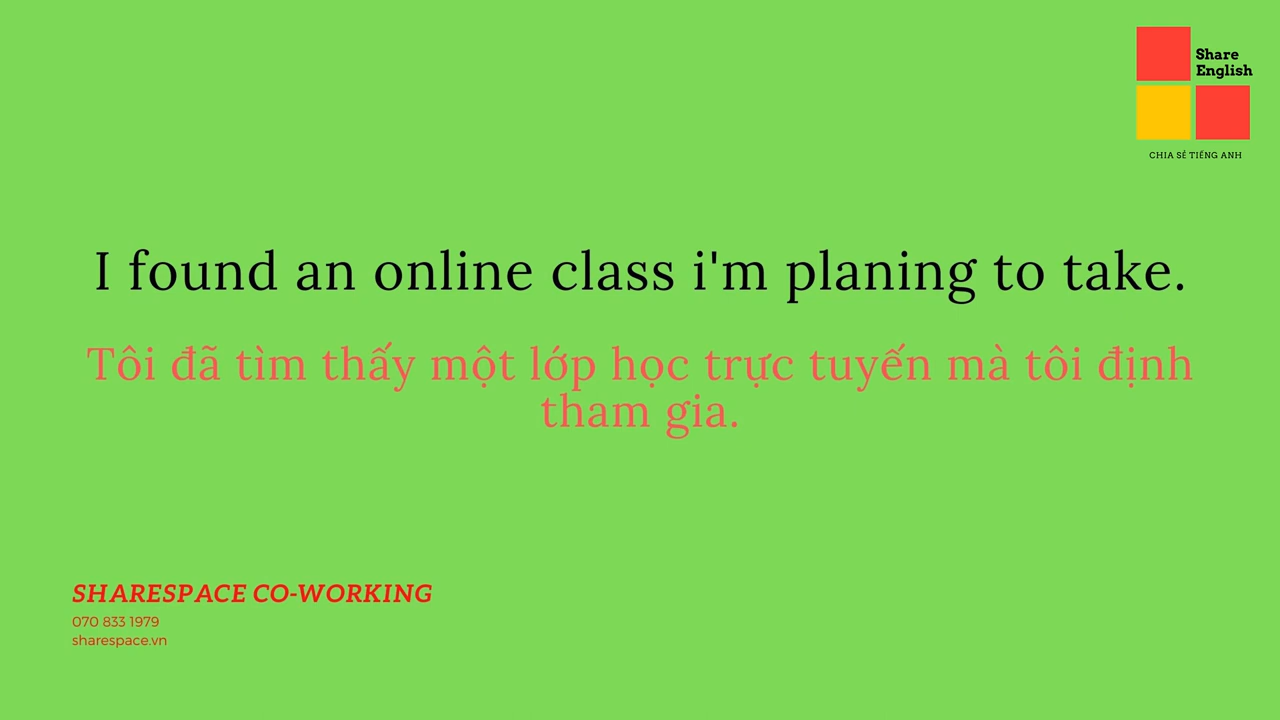 Share
English
CHIA SẺ TIẾNG ANH
I found an online class i'm planing to take.
Tôi đã tìm thấy một lớp học trực tuyến mà tôi định
tham gia.
SHARESPACE CO-WORKING
070 833 1979
sharespace.vn